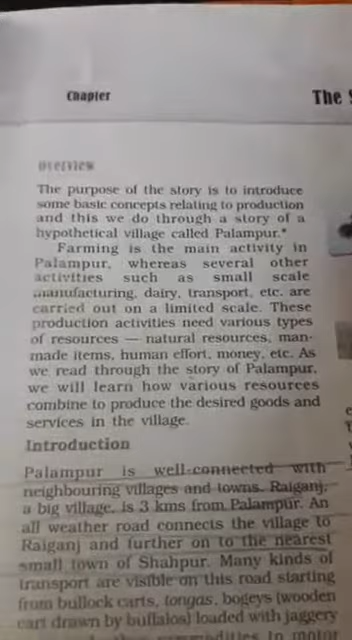 Chapter
The
Overview
The purpose of the story is to introduce
some basic concepts relating to production
and this we do through a story of a
hypothetical village called Palampur.*
Farming is the main activity in
Palampur, whereas several other
activities such as small scale
manufacturing, dairy, transport, etc. are
carried out on a limited scale. These
production activities need various types
of resources — natural resources, man-
made items, human effort, money, etc. As
we read through the story of Palampur,
we will learn how various resources
combine to produce the desired goods and
services in the village.
Introduction
Palampur is well-connected with
neighbouring villages and towns. Raiganj,
a big village, is 3 kms from Palampur. An
all weather road connects the village to
Raiganj and further on to the nearest
small town of Shahpur. Many kinds of
transport are visible on this road starting
from bullock carts, tongas, bogeys (wooden
cart drawn by buffalos) loaded with jaggery